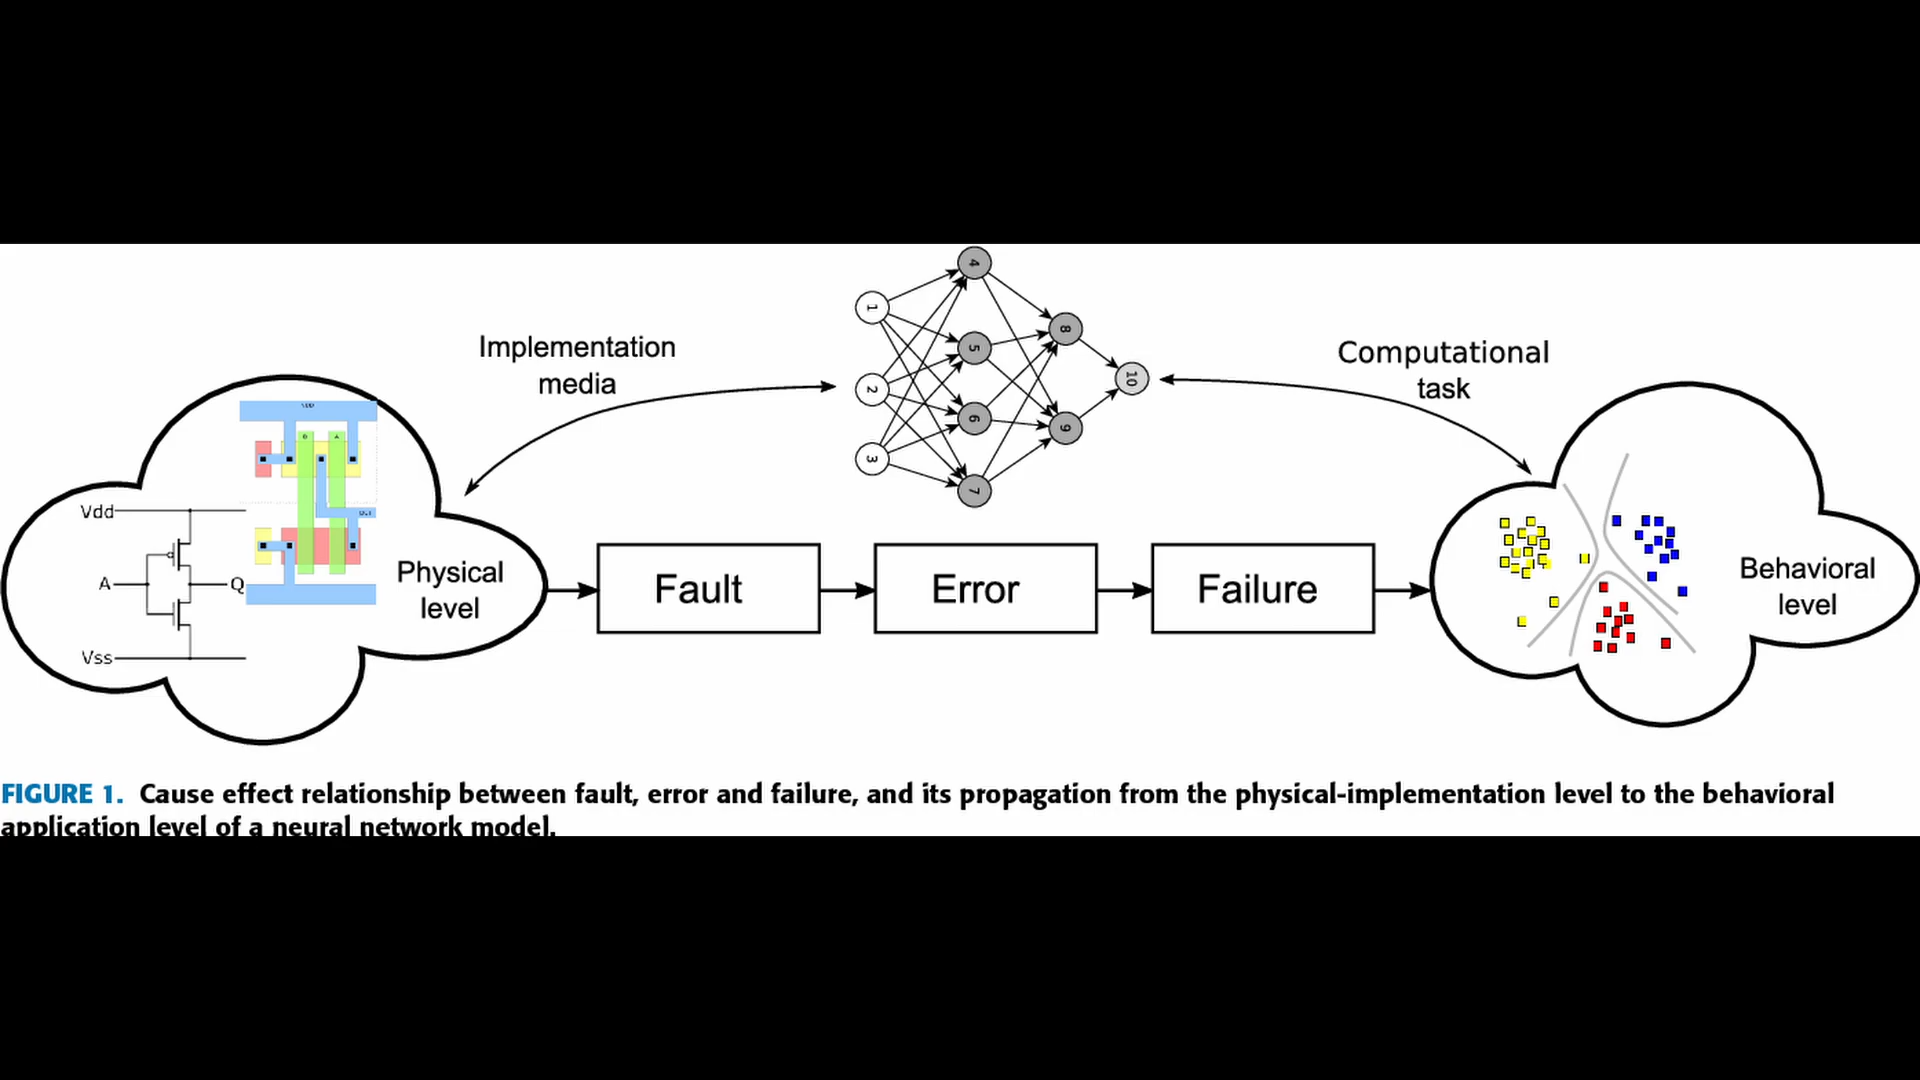 4
1
Implementation
media
5
8
Computational
task
10
2
6
9
3
7
VDD
B
A
OUT
Vdd
A
Q
Vss
Physical
level
Fault
Error
Failure
Behavioral
level
FIGURE 1. Cause effect relationship between fault, error and failure, and its propagation from the physical-implementation level to the behavioral
application level of a neural network model.